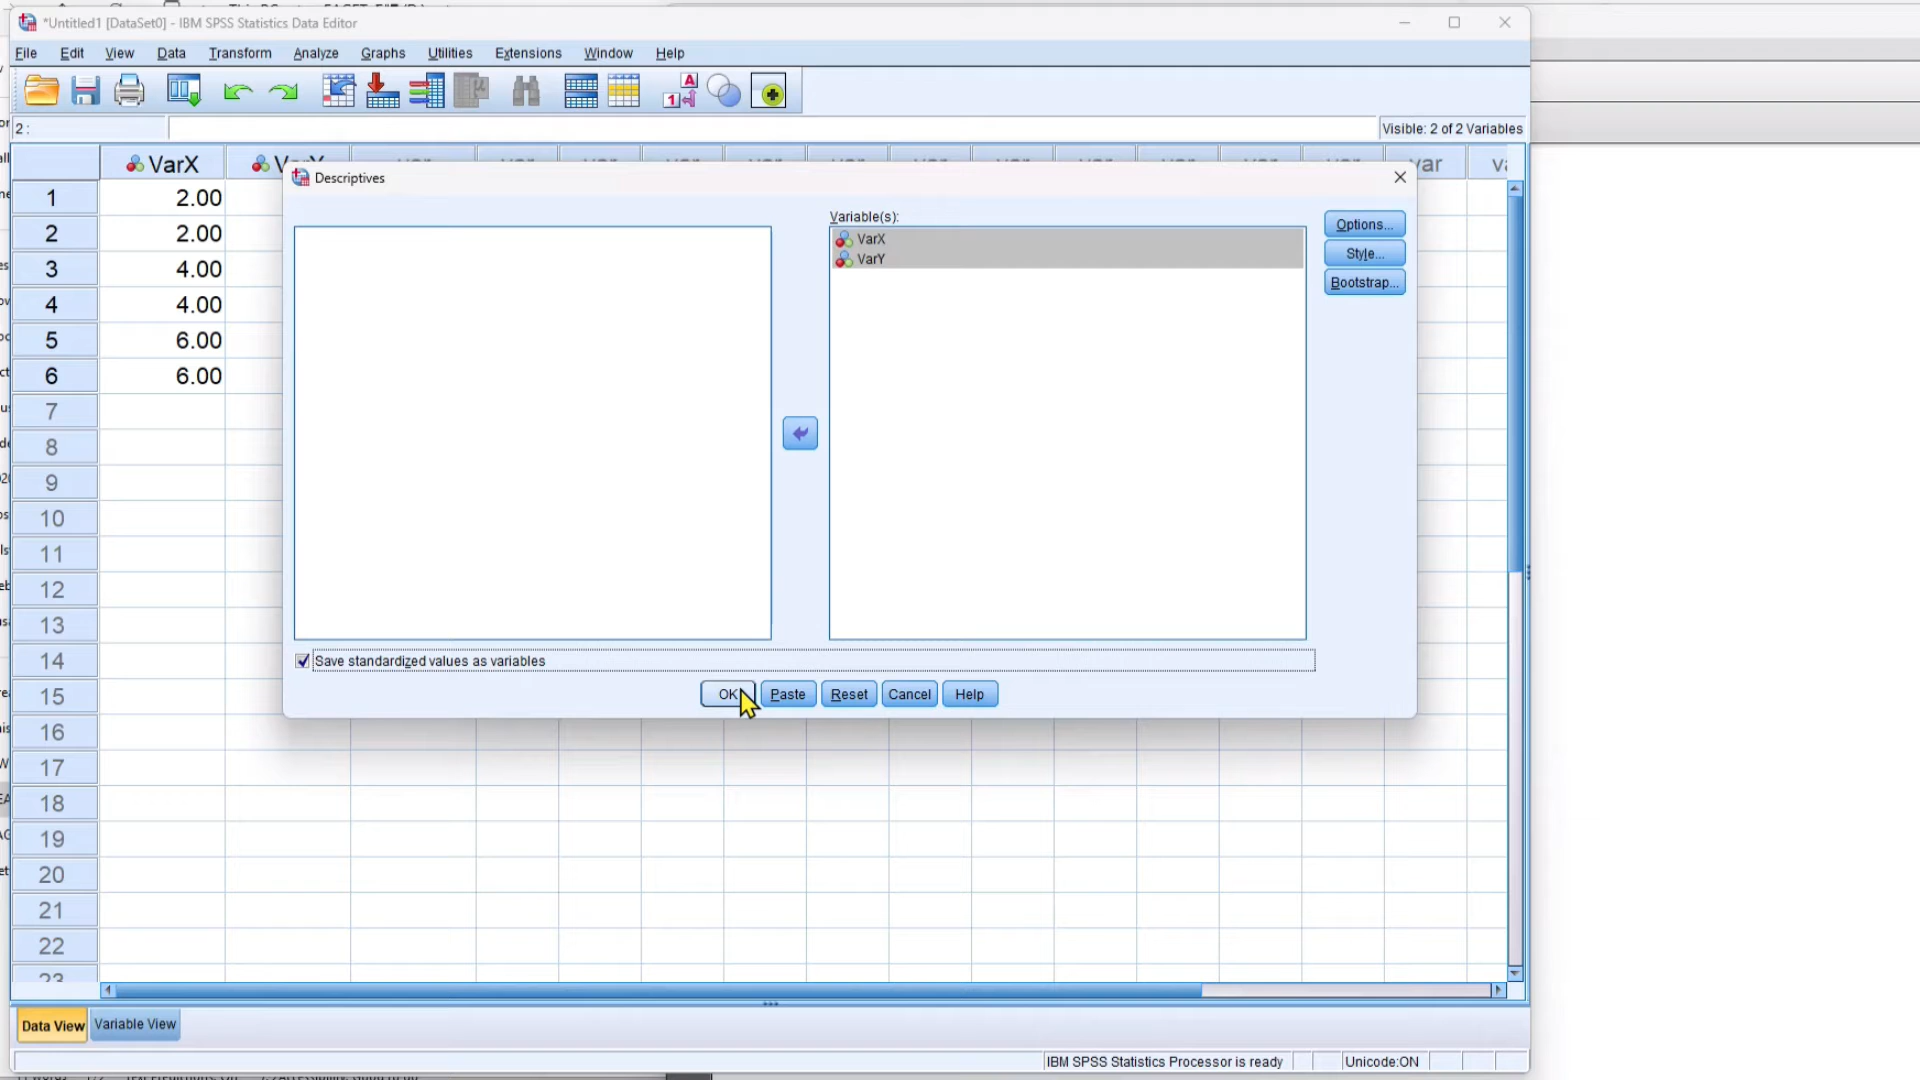 *Untitled1 [DataSet0] - IBM SPSS Statistics Data Editor
File Edit View Data Transform Analyze Graphs Utilities Extensions Window Help
2 :
Visible: 2 of 2 Variables
VarX
var
1 2.00
2 2.00
3 4.00
4 4.00
5 6.00
6 6.00
7
8
9
10
11
12
13
14
15
16
17
18
19
20
21
22
23
Descriptives
Variable(s):
VarX
VarY
Options...
Style...
Bootstrap...
Save standardized values as variables
OK Paste Reset Cancel Help
Data View Variable View
IBM SPSS Statistics Processor is ready
Unicode:ON